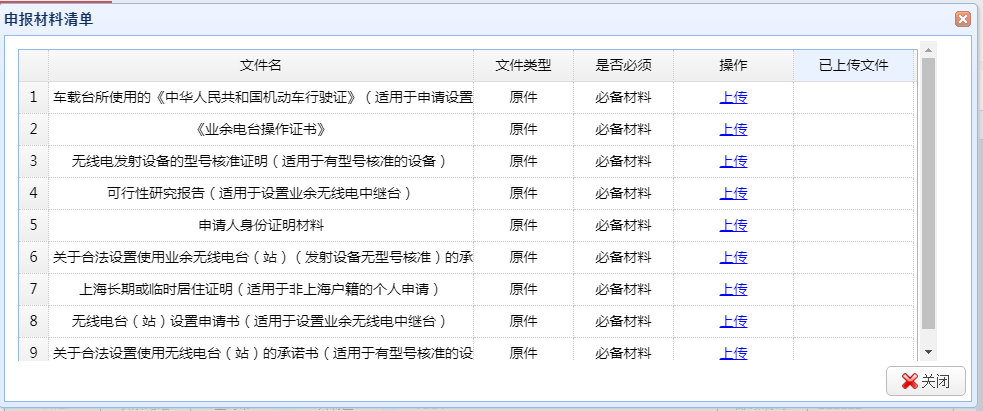 申报材料清单
文件名 文件类型 是否必须 操作 已上传文件
1 车载台所使用的《中华人民共和国机动车行驶证》（适用于申请设置 原件 必备材料 上传
2 《业余电台操作证书》 原件 必备材料 上传
3 无线电发射设备的型号核准证明（适用于有型号核准的设备） 原件 必备材料 上传
4 可行性研究报告（适用于设置业余无线电中继台） 原件 必备材料 上传
5 申请人身份证明材料 原件 必备材料 上传
6 关于合法设置使用业余无线电台（站）（发射设备无型号核准）的承 原件 必备材料 上传
7 上海长期或临时居住证明（适用于非上海户籍的个人申请） 原件 必备材料 上传
8 无线电台（站）设置申请书（适用于设置业余无线电中继台） 原件 必备材料 上传
9 关于合法设置使用无线电台（站）的承诺书（适用于有型号核准的设 原件 必备材料 上传
关闭